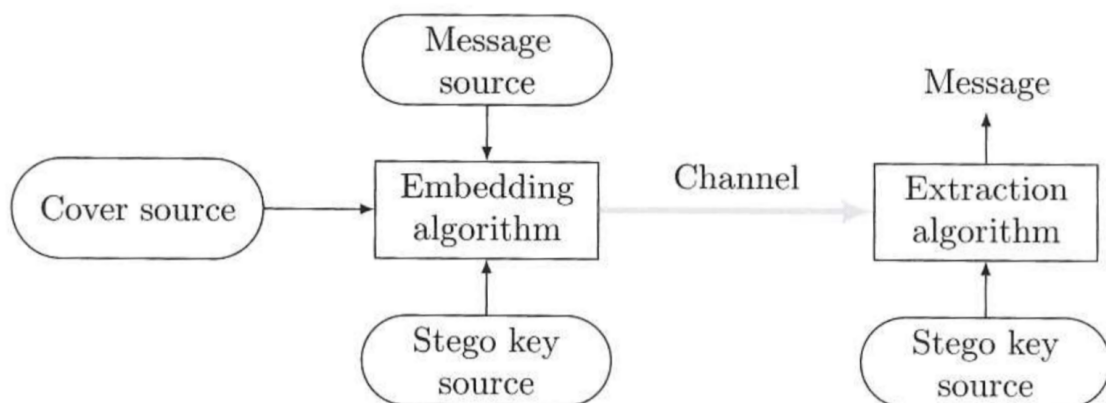 Message
source
Message
Cover source
Embedding
algorithm
Channel
Extraction
algorithm
Stego key
source
Stego key
source